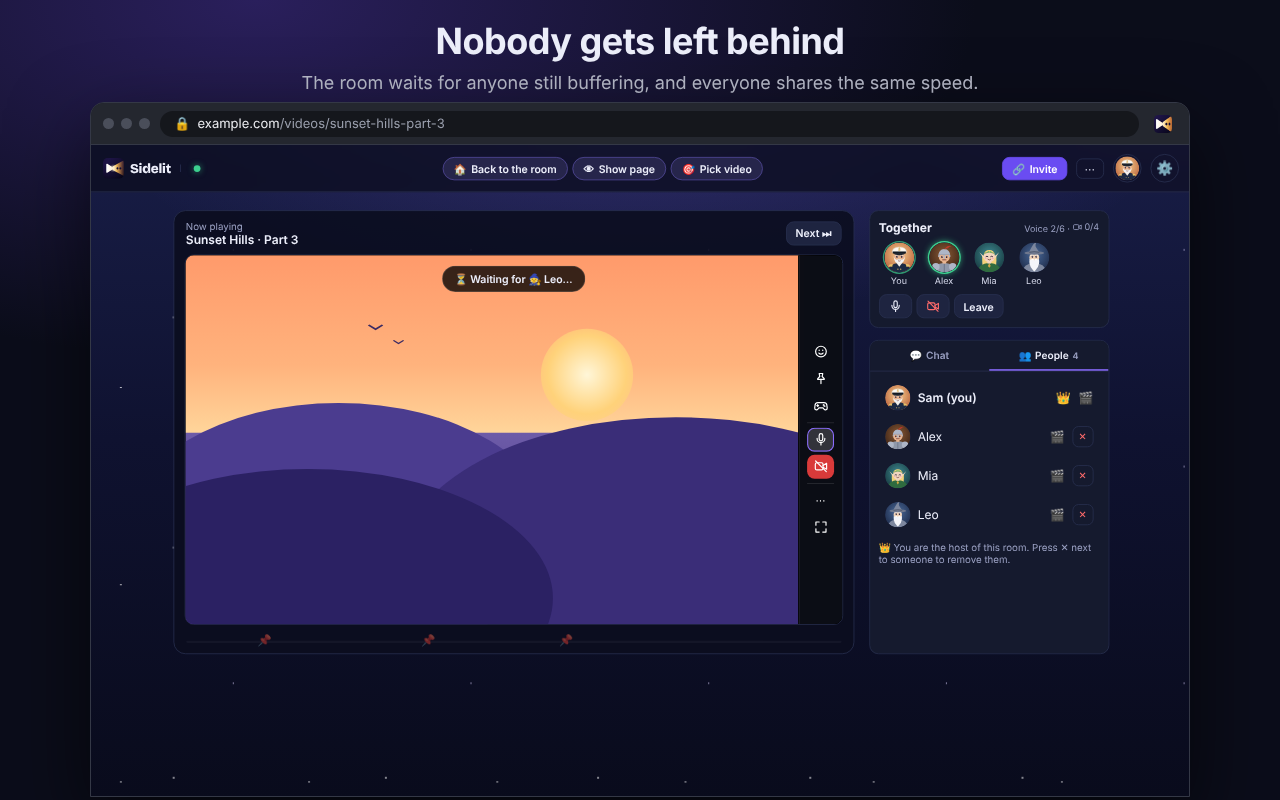 Nobody gets left behind
The room waits for anyone still buffering, and everyone shares the same speed.
example.com/videos/sunset-hills-part-3
Sidelit
Back to the room
Show page
Pick video
Invite
Now playing
Sunset Hills · Part 3
Next
Waiting for Leo...
Together
Voice 2/6 · 0/4
You
Alex
Mia
Leo
Leave
Chat
People 4
Sam (you)
Alex
Mia
Leo
You are the host of this room. Press ✕ next
to someone to remove them.